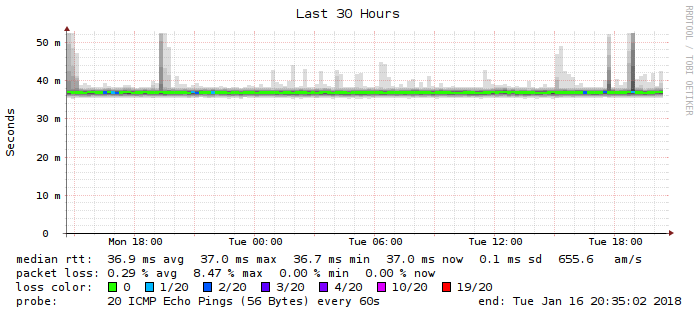 Last 30 Hours
RRDTOOL / TOBI OETIKER
Seconds
50 m
40 m
30 m
20 m
10 m
0
Mon 18:00 Tue 00:00 Tue 06:00 Tue 12:00 Tue 18:00
median rtt: 36.9 ms avg 37.0 ms max 36.7 ms min 37.0 ms now 0.1 ms sd 655.6 am/s
packet loss: 0.29 % avg 8.47 % max 0.00 % min 0.00 % now
loss color: 0 1/20 2/20 3/20 4/20 10/20 19/20
probe: 20 ICMP Echo Pings (56 Bytes) every 60s end: Tue Jan 16 20:35:02 2018